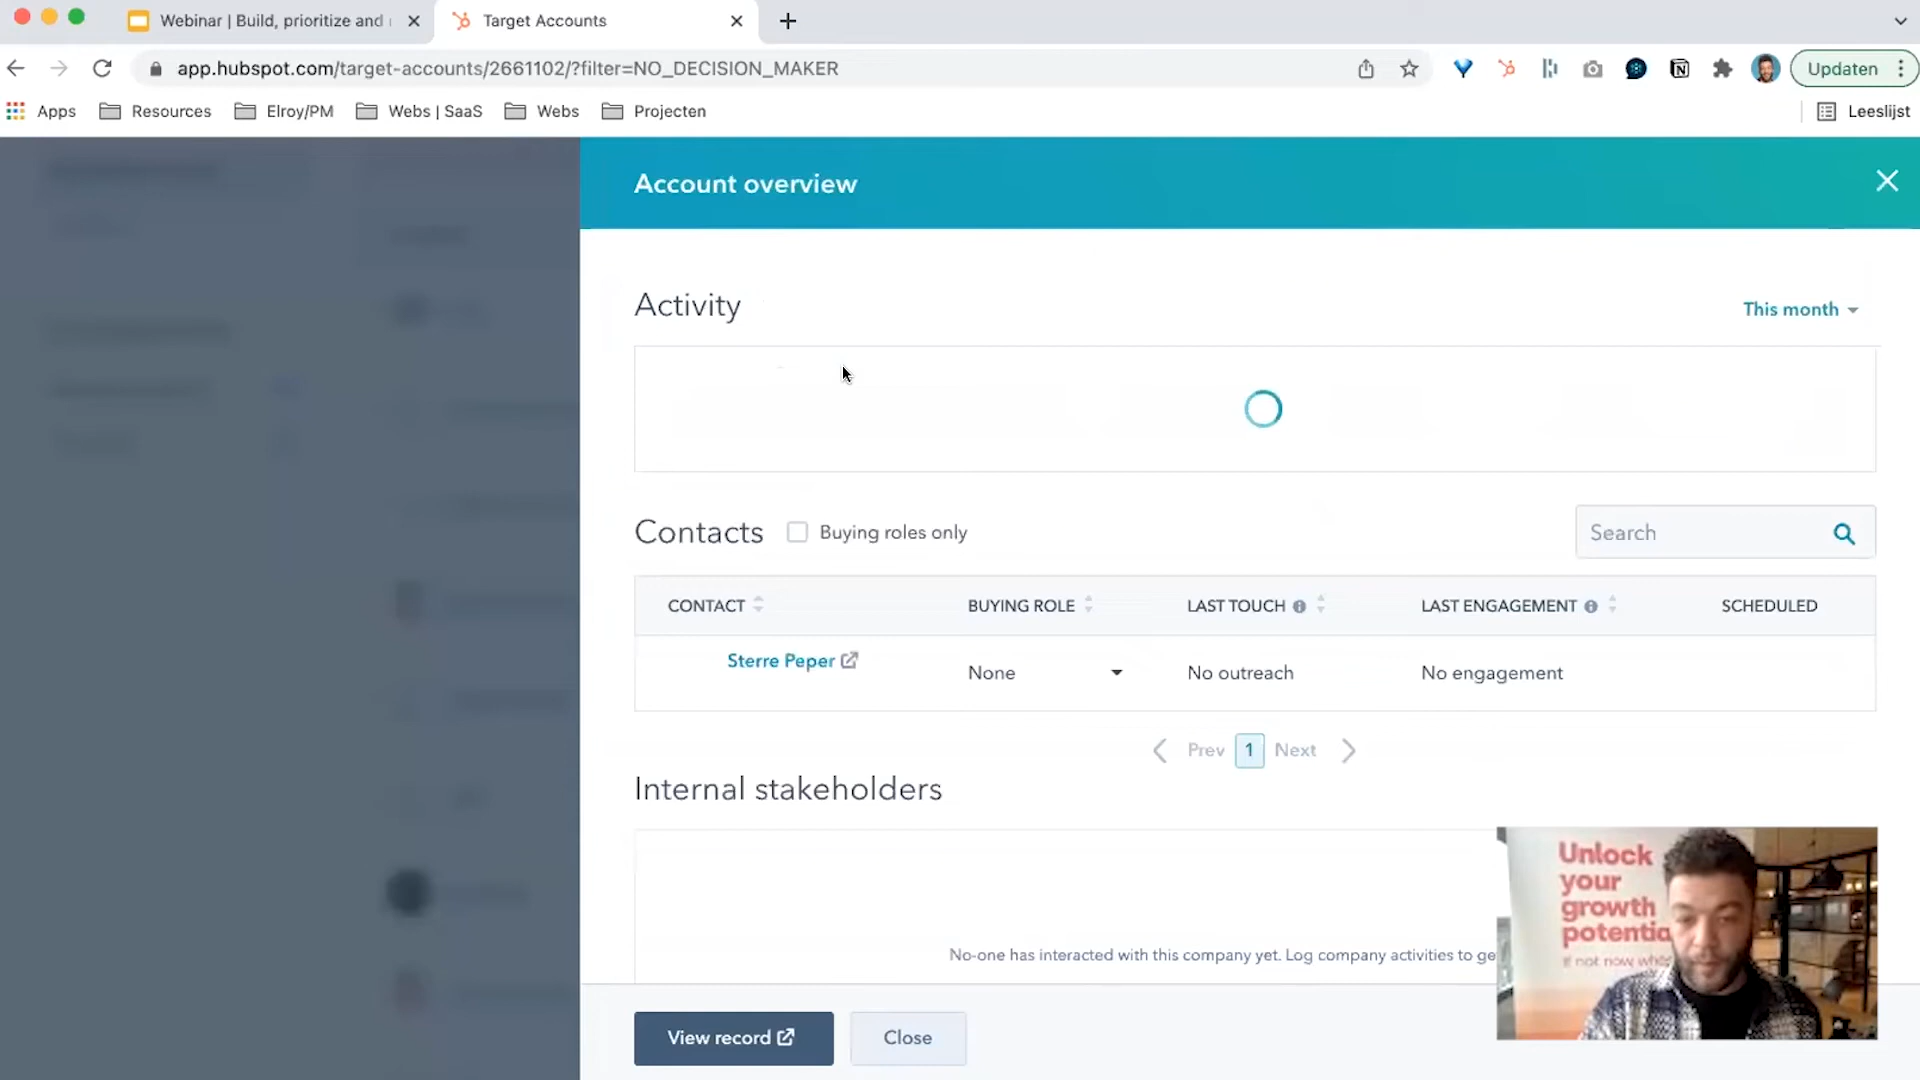 Webinar | Build, prioritize and
Target Accounts
app.hubspot.com/target-accounts/2661102/?filter=NO_DECISION_MAKER
Updaten
Apps
Resources
Elroy/PM
Webs | SaaS
Webs
Projecten
Leeslijst
Account overview
Activity
This month
Contacts
Buying roles only
Search
CONTACT
BUYING ROLE
LAST TOUCH
LAST ENGAGEMENT
SCHEDULED
Sterre Peper
None
No outreach
No engagement
Prev
1
Next
Internal stakeholders
No-one has interacted with this company yet. Log company activities to ge
Unlock
your
growth
potentia
If not now
View record
Close